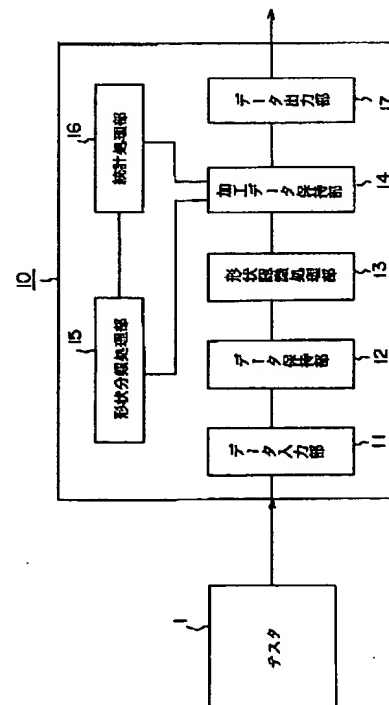 10
16
統計処理部
15
形状分類処理部
1
テスタ
データ入力部
11
データ保持部
12
形状認識処理部
13
加工データ保持部
14
データ出力部
17